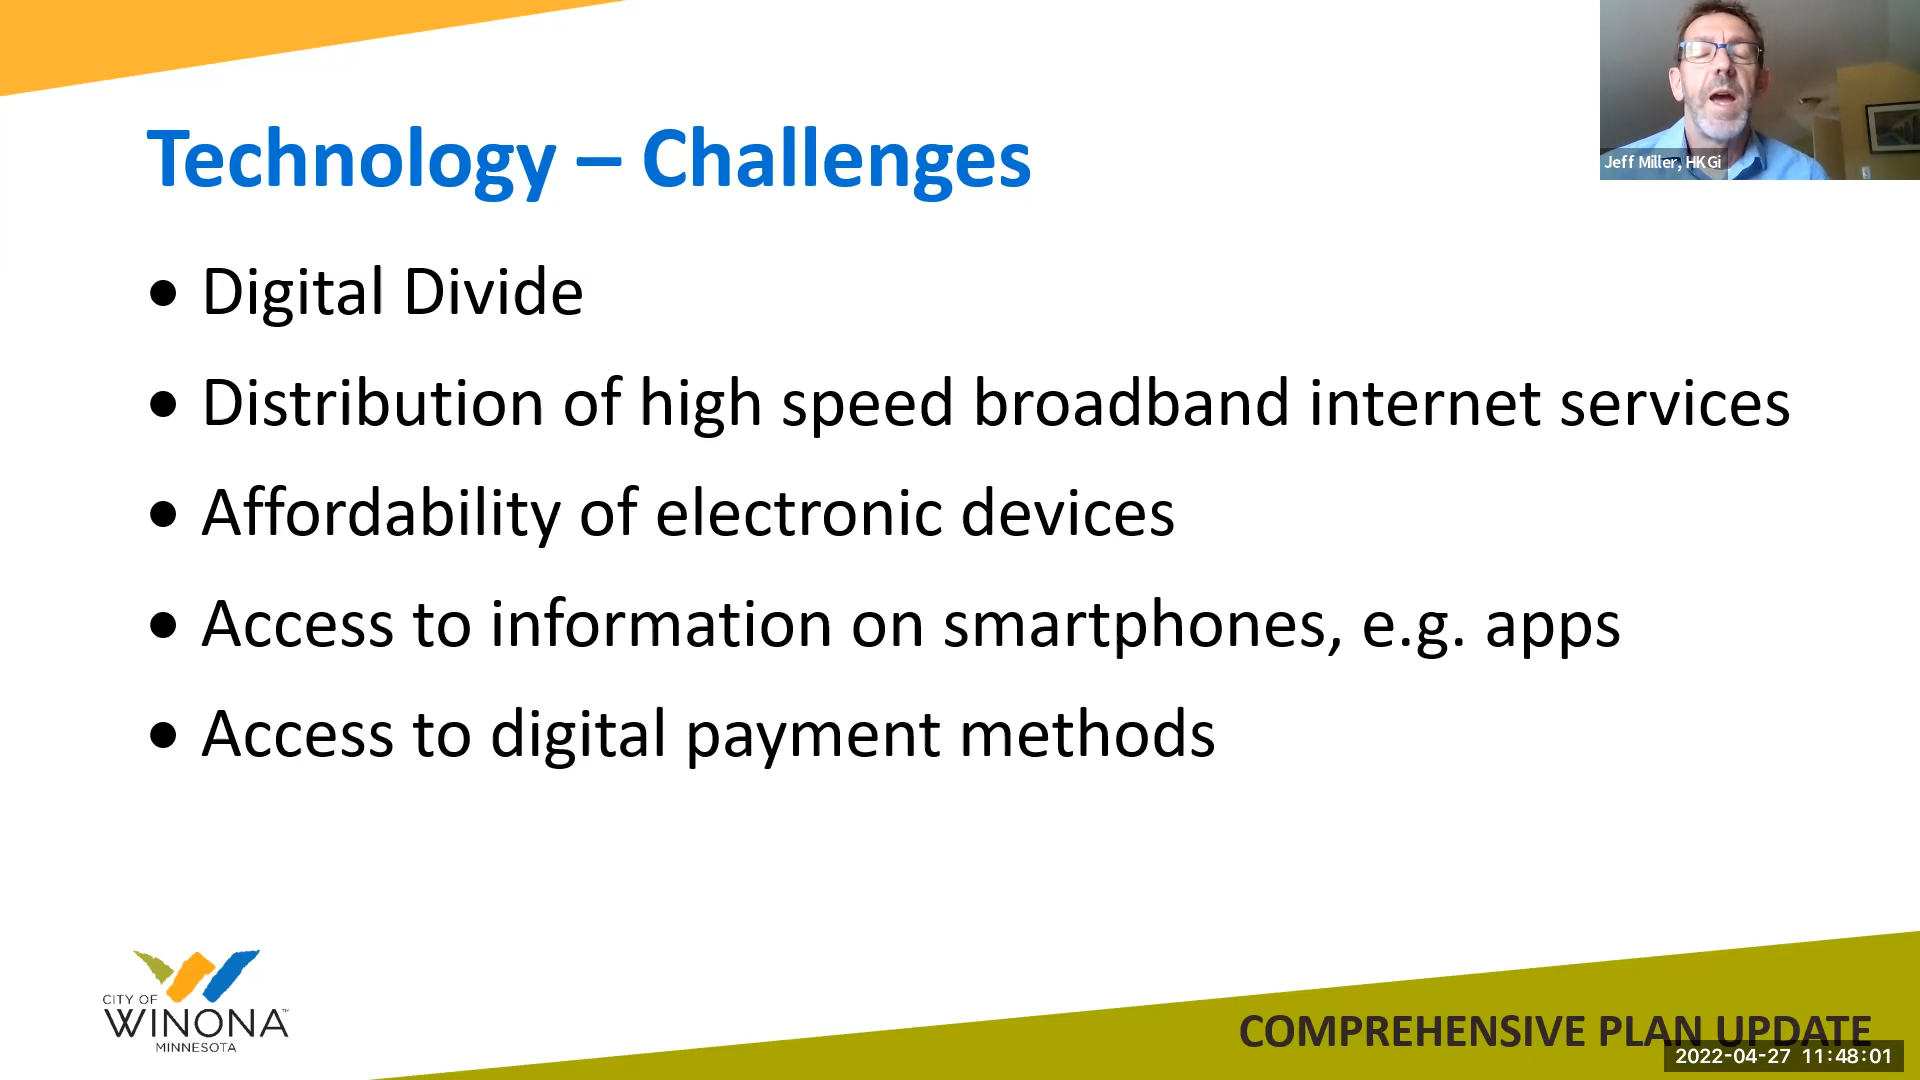 Technology – Challenges
Jeff Miller, HKGi
• Digital Divide
• Distribution of high speed broadband internet services
• Affordability of electronic devices
• Access to information on smartphones, e.g. apps
• Access to digital payment methods
CITY OF
WINONA™
MINNESOTA
COMPREHENSIVE PLAN UPDATE
2022-04-27 11:48:01